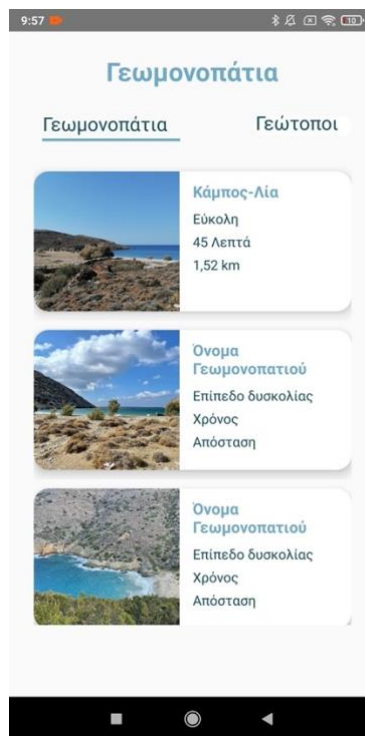 9:57
10
Γεωμονοπάτια
Γεωμονοπάτια
Γεώτοποι
Κάμπος-Λία
Εύκολη
45 Λεπτά
1,52 km
Όνομα
Γεωμονοπατιού
Επίπεδο δυσκολίας
Χρόνος
Απόσταση
Όνομα
Γεωμονοπατιού
Επίπεδο δυσκολίας
Χρόνος
Απόσταση